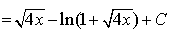 =√4x − ln(1 + √4x) + C